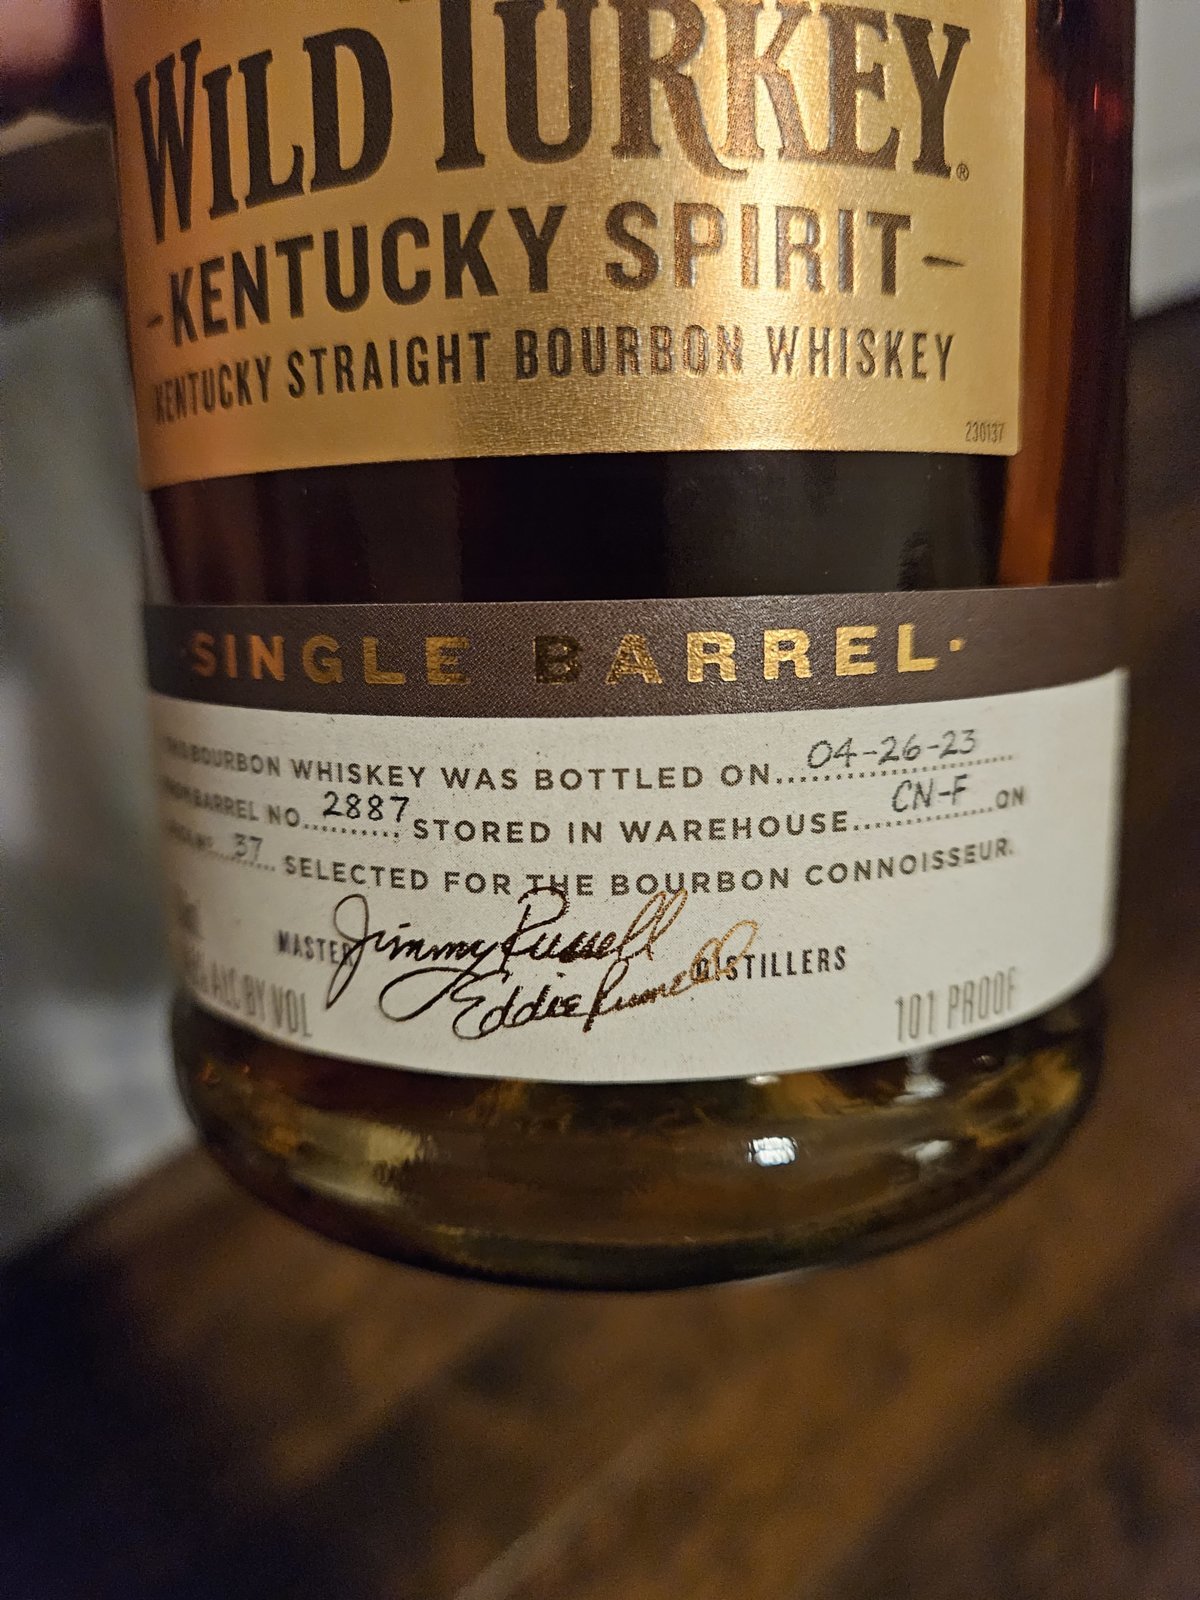 WILD TURKEY®
-KENTUCKY SPIRIT-
KENTUCKY STRAIGHT BOURBON WHISKEY
230137
·SINGLE BARREL·
BOURBON WHISKEY WAS BOTTLED ON....04-26-23....
BARREL NO...2887 STORED IN WAREHOUSE...CN-F...ON
37... SELECTED FOR THE BOURBON CONNOISSEUR.
MASTER Jimmy Russell DISTILLERS
Eddie Russell
ALC BY VOL 101 PROOF